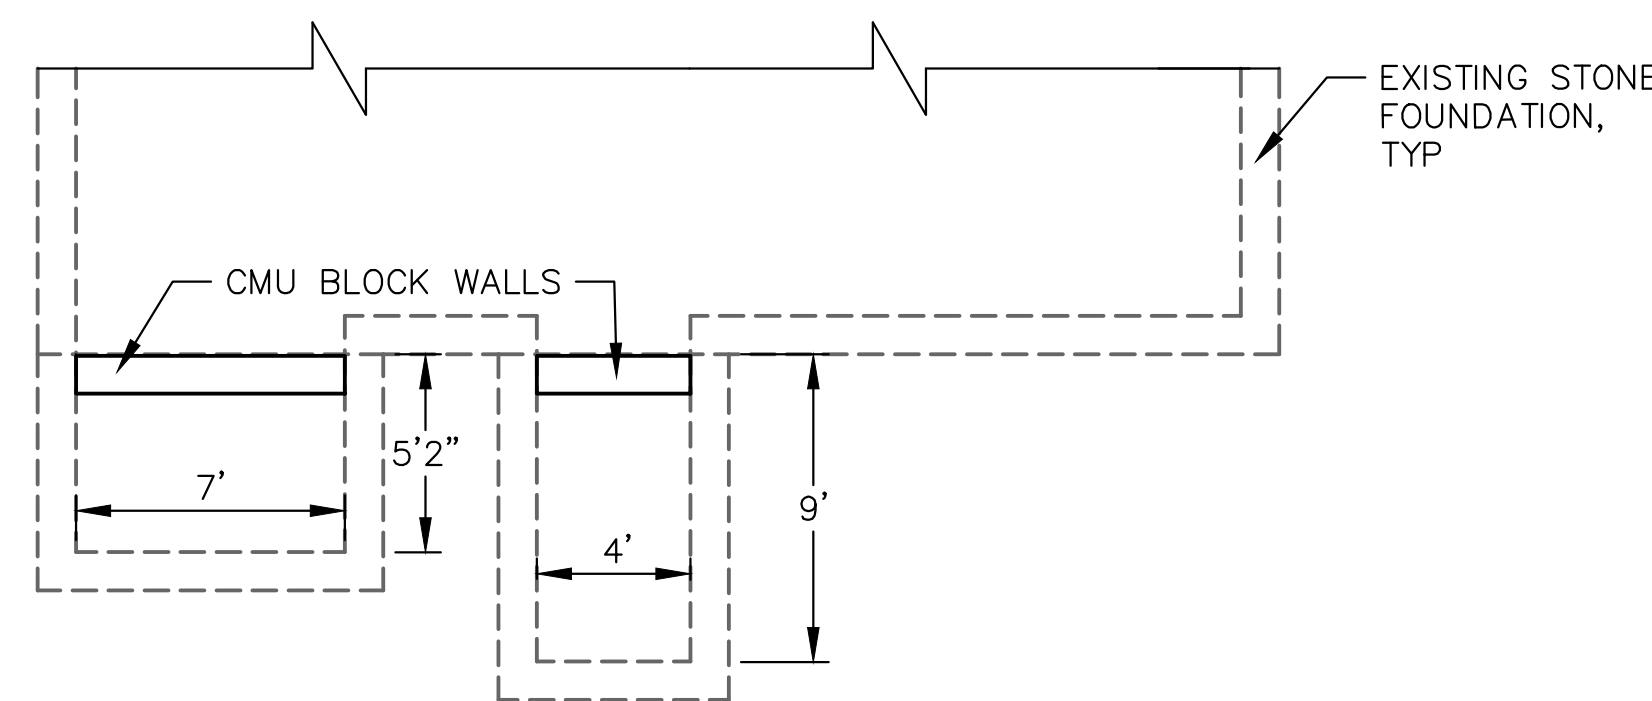 EXISTING STONE
FOUNDATION,
TYP
CMU BLOCK WALLS
5'2"
7'
9'
4'